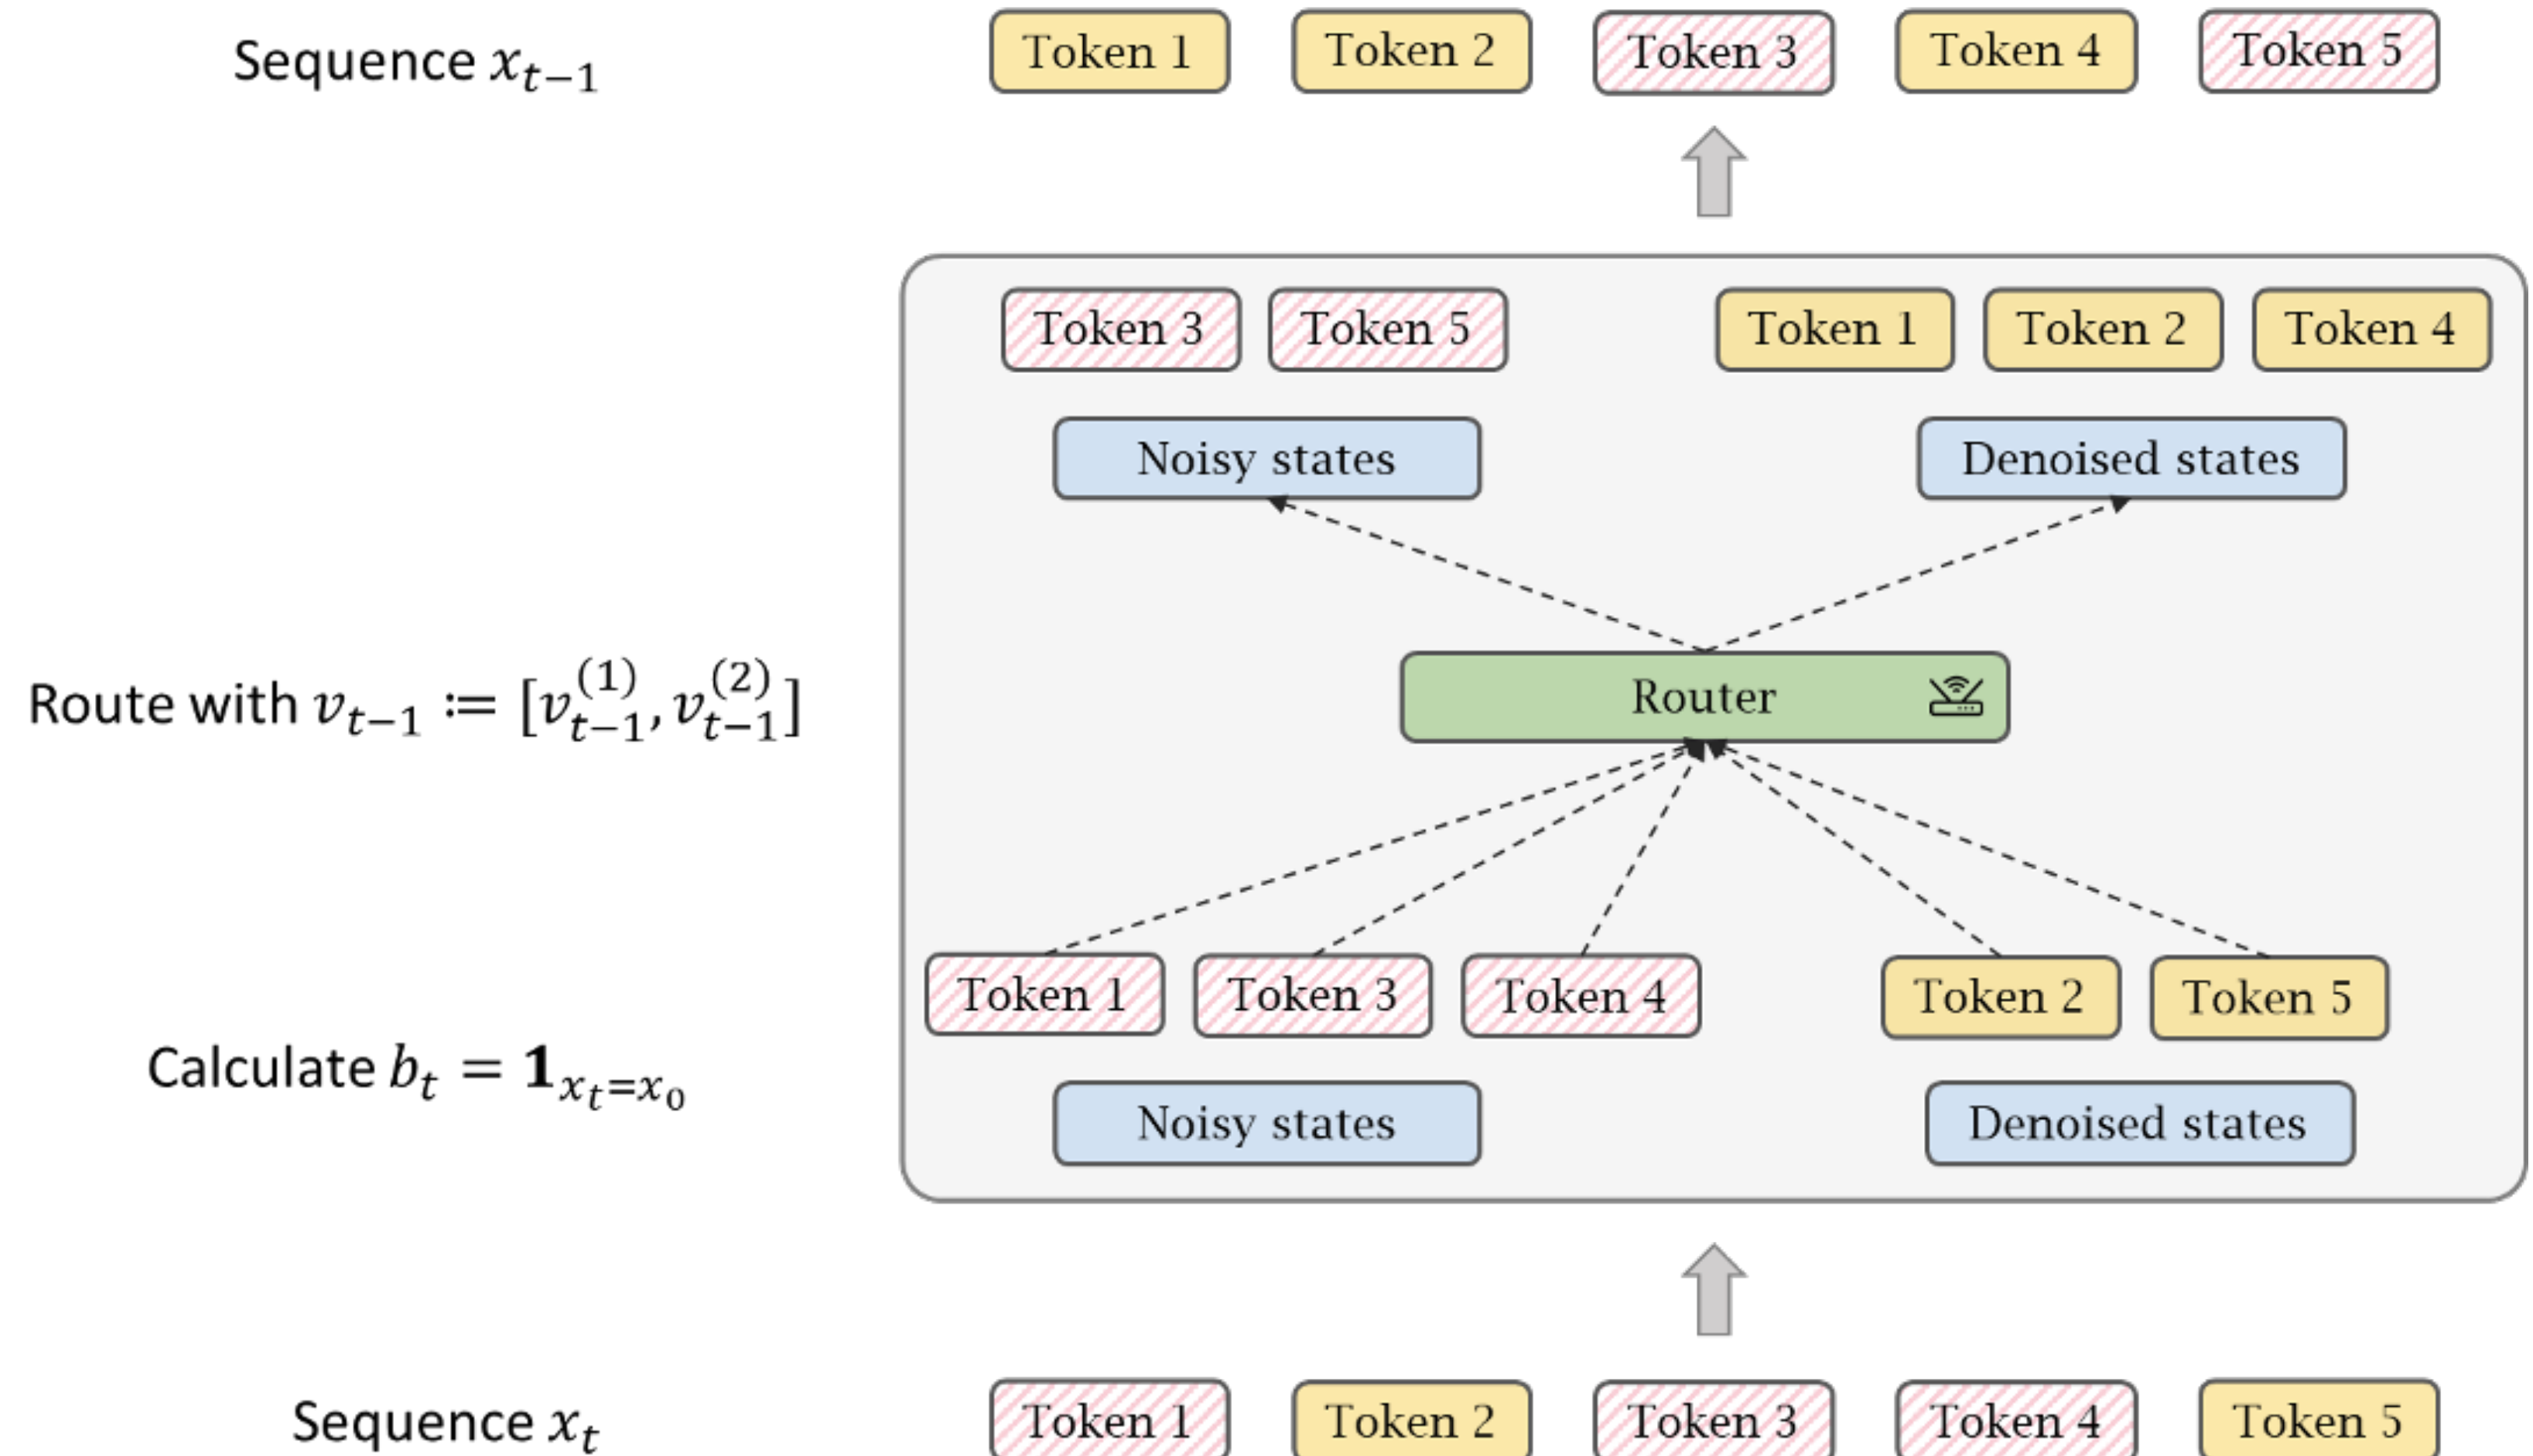 Sequence x_{t−1} Token 1 Token 2 Token 3 Token 4 Token 5
Token 3 Token 5 Token 1 Token 2 Token 4
Noisy states Denoised states
Route with v_{t−1} ≔ [v_{t−1}^{(1)}, v_{t−1}^{(2)}] Router
Token 1 Token 3 Token 4 Token 2 Token 5
Calculate b_t = 𝟏_{x_t=x_0}
Noisy states Denoised states
Sequence x_t Token 1 Token 2 Token 3 Token 4 Token 5